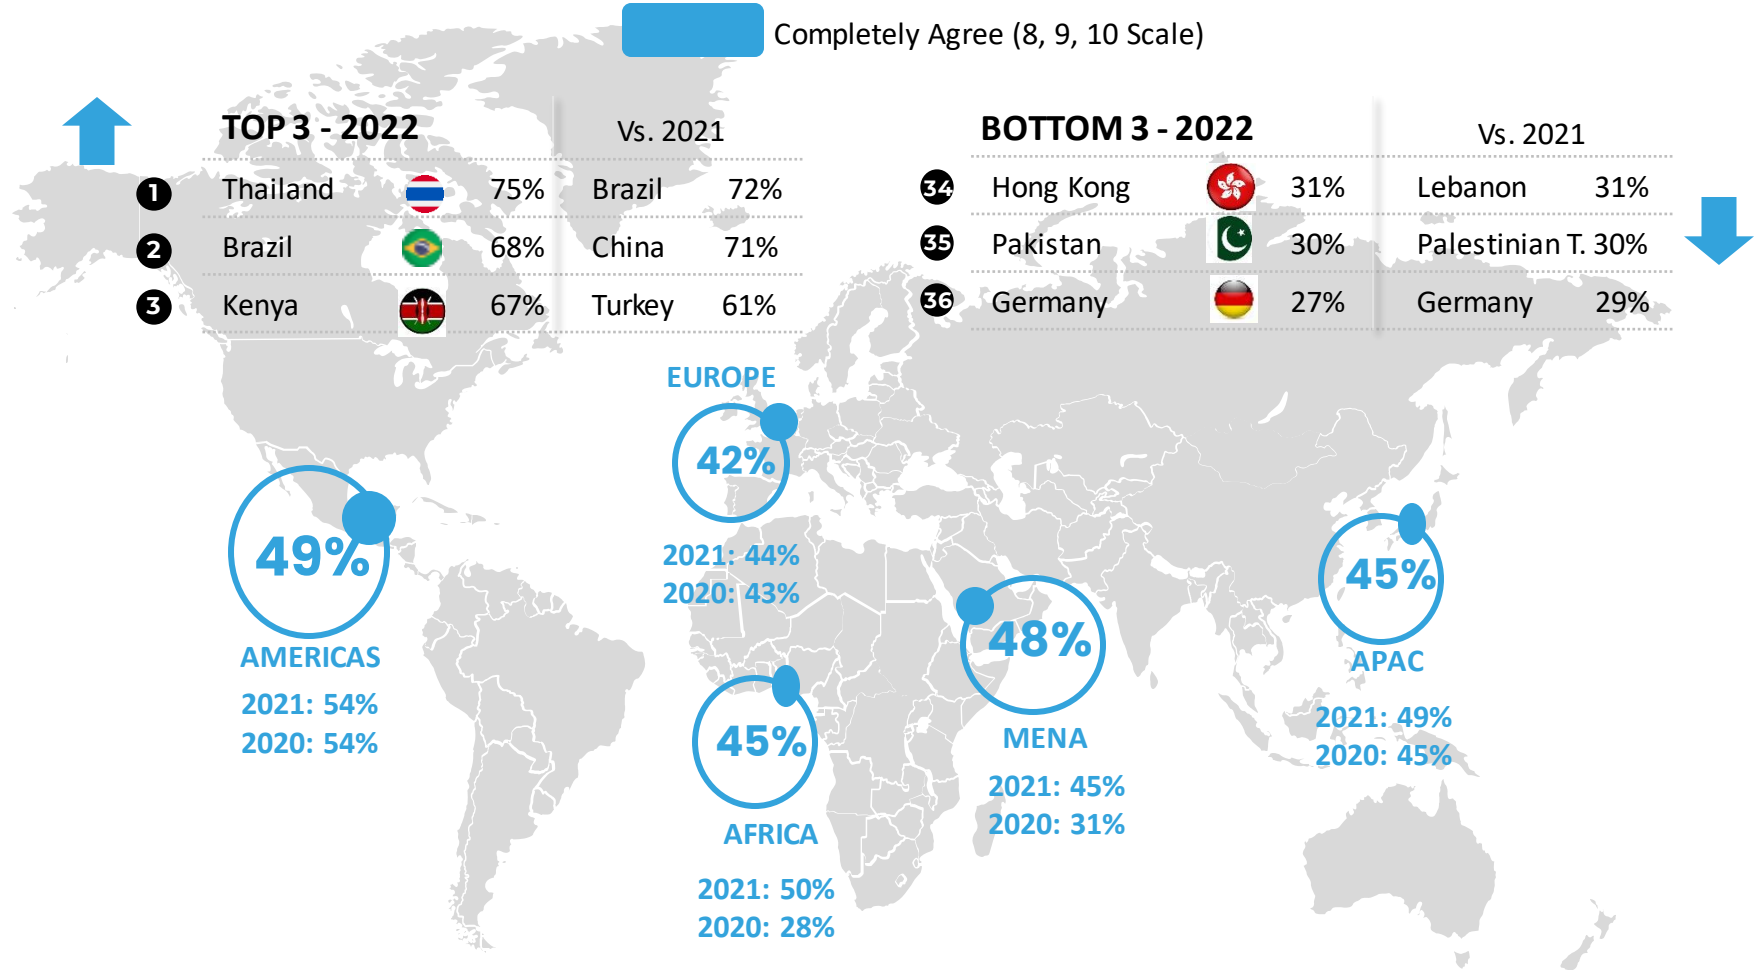 Completely Agree (8, 9, 10 Scale)
TOP 3 - 2022 Vs. 2021
1 Thailand 75% Brazil 72%
2 Brazil 68% China 71%
3 Kenya 67% Turkey 61%
BOTTOM 3 - 2022 Vs. 2021
34 Hong Kong 31% Lebanon 31%
35 Pakistan 30% Palestinian T. 30%
36 Germany 27% Germany 29%
EUROPE
42%
2021: 44%
2020: 43%
49%
AMERICAS
2021: 54%
2020: 54%
45%
AFRICA
2021: 50%
2020: 28%
48%
MENA
2021: 45%
2020: 31%
45%
APAC
2021: 49%
2020: 45%